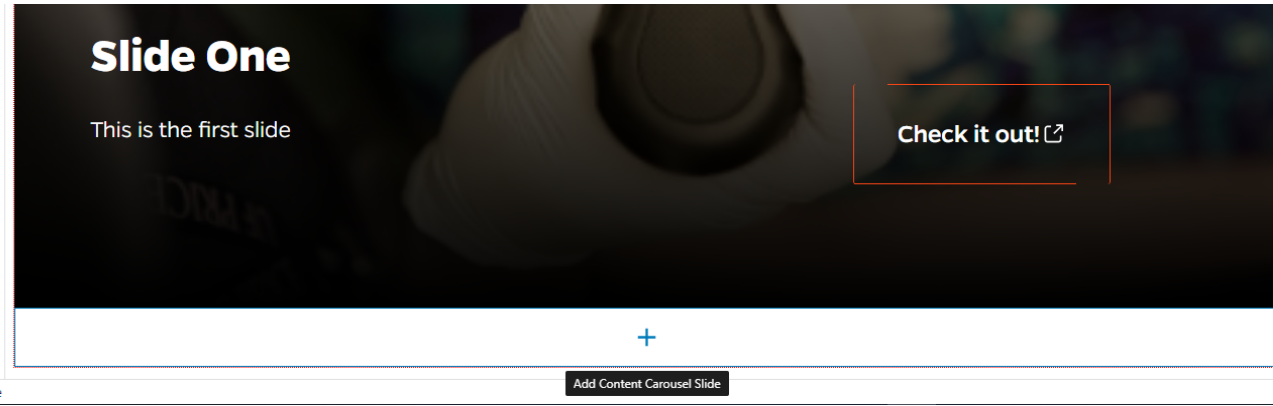 Slide One
This is the first slide
Check it out!
Add Content Carousel Slide